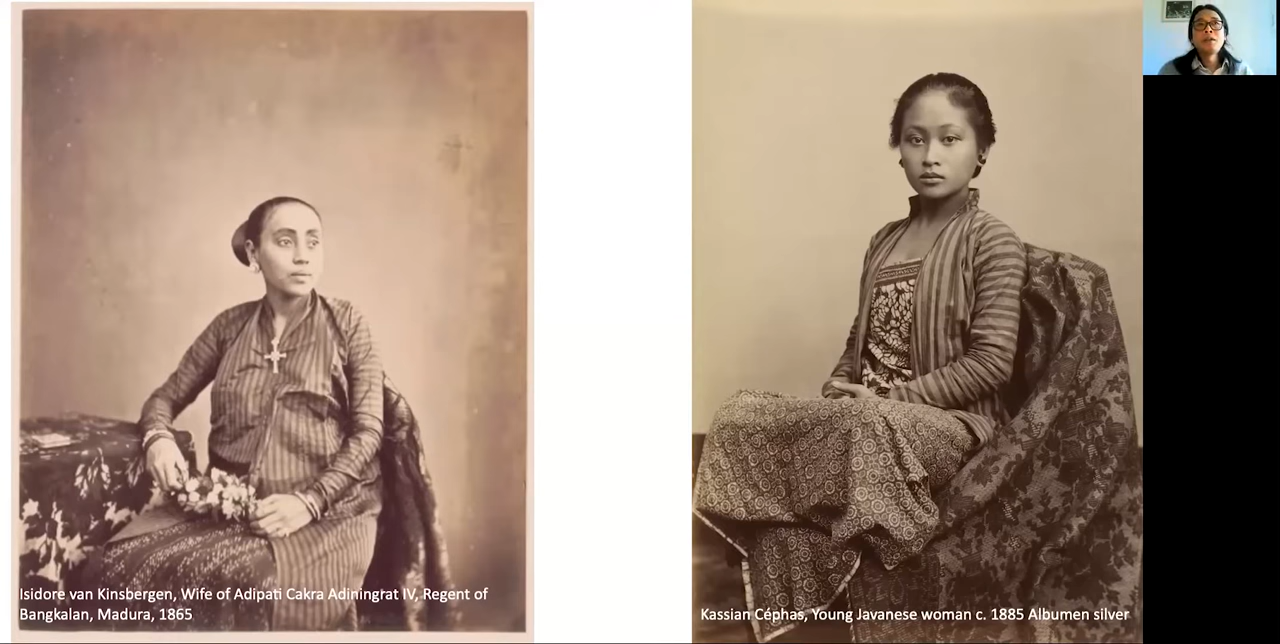 Isidore van Kinsbergen, Wife of Adipati Cakra Adiningrat IV, Regent of
Bangkalan, Madura, 1865
Kassian Céphas, Young Javanese woman c. 1885 Albumen silver